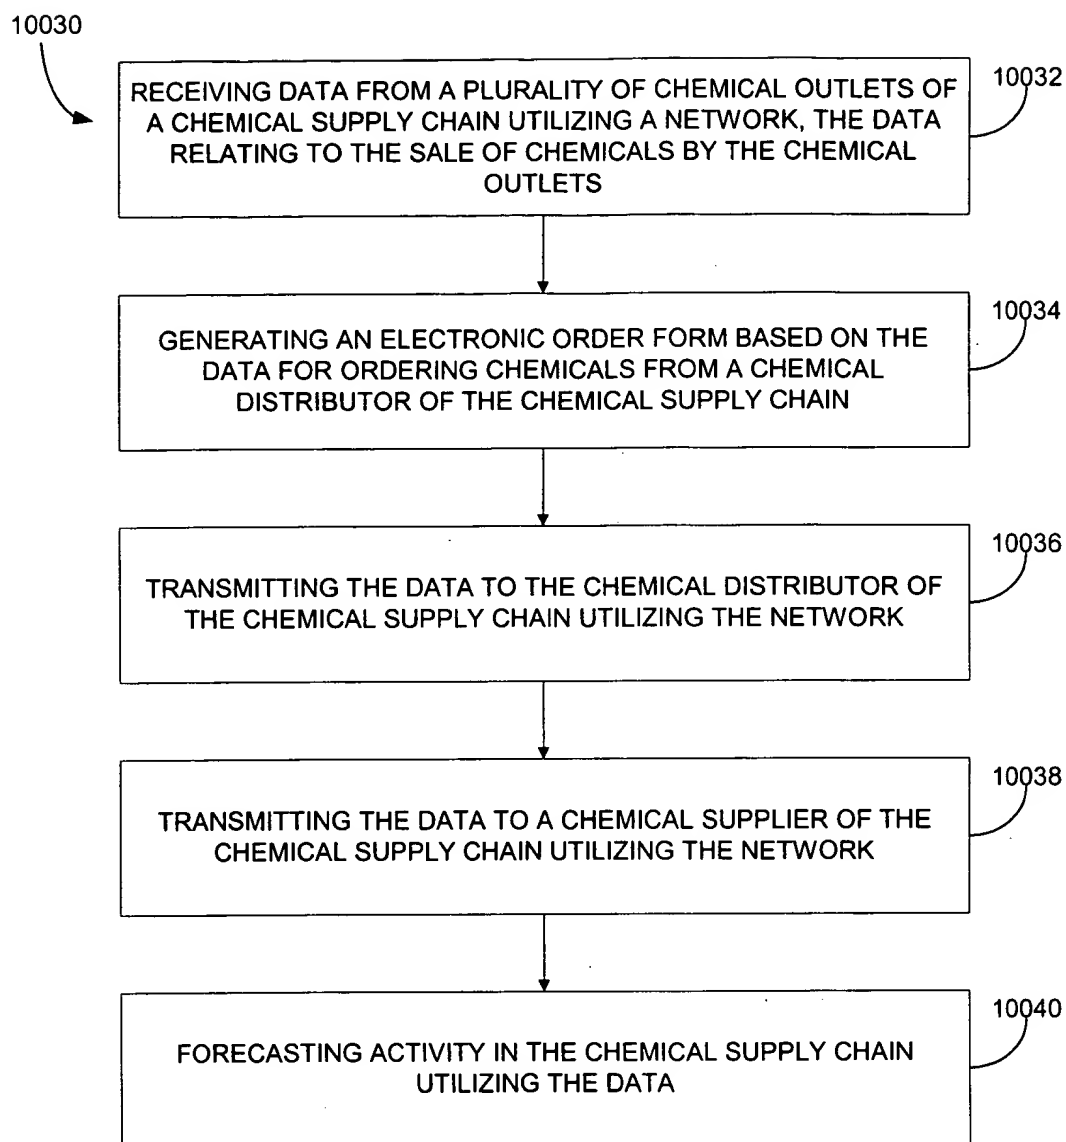 10030
10032
RECEIVING DATA FROM A PLURALITY OF CHEMICAL OUTLETS OF
A CHEMICAL SUPPLY CHAIN UTILIZING A NETWORK, THE DATA
RELATING TO THE SALE OF CHEMICALS BY THE CHEMICAL
OUTLETS
10034
GENERATING AN ELECTRONIC ORDER FORM BASED ON THE
DATA FOR ORDERING CHEMICALS FROM A CHEMICAL
DISTRIBUTOR OF THE CHEMICAL SUPPLY CHAIN
10036
TRANSMITTING THE DATA TO THE CHEMICAL DISTRIBUTOR OF
THE CHEMICAL SUPPLY CHAIN UTILIZING THE NETWORK
10038
TRANSMITTING THE DATA TO A CHEMICAL SUPPLIER OF THE
CHEMICAL SUPPLY CHAIN UTILIZING THE NETWORK
10040
FORECASTING ACTIVITY IN THE CHEMICAL SUPPLY CHAIN
UTILIZING THE DATA